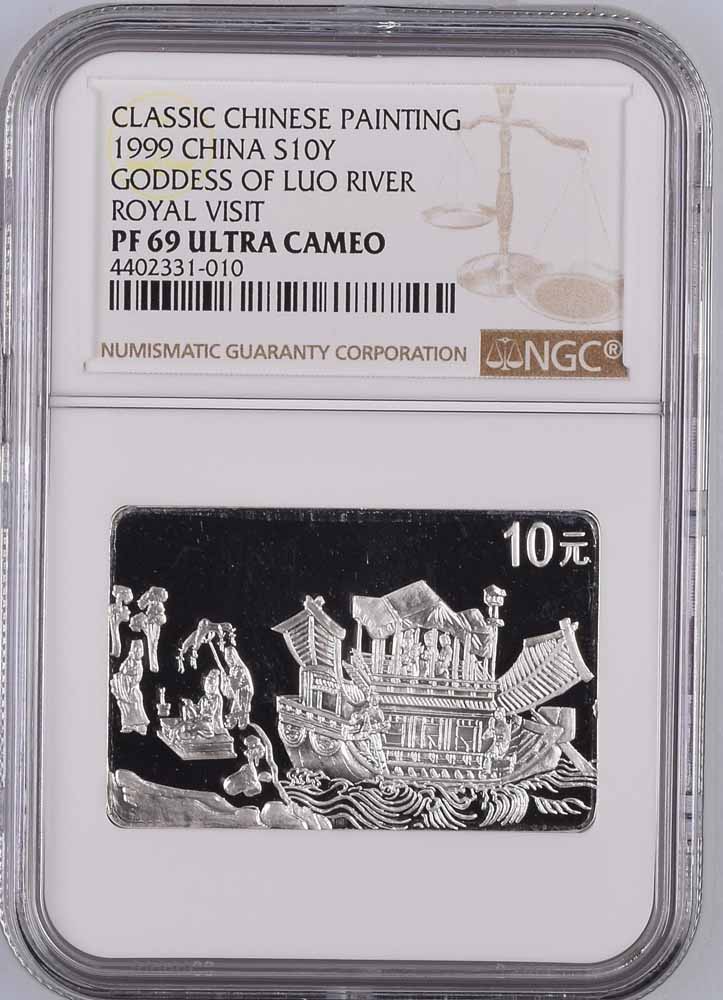 CLASSIC CHINESE PAINTING
1999 CHINA S10Y
GODDESS OF LUO RIVER
ROYAL VISIT
PF 69 ULTRA CAMEO
4402331-010
NUMISMATIC GUARANTY CORPORATION
NGC®
10元